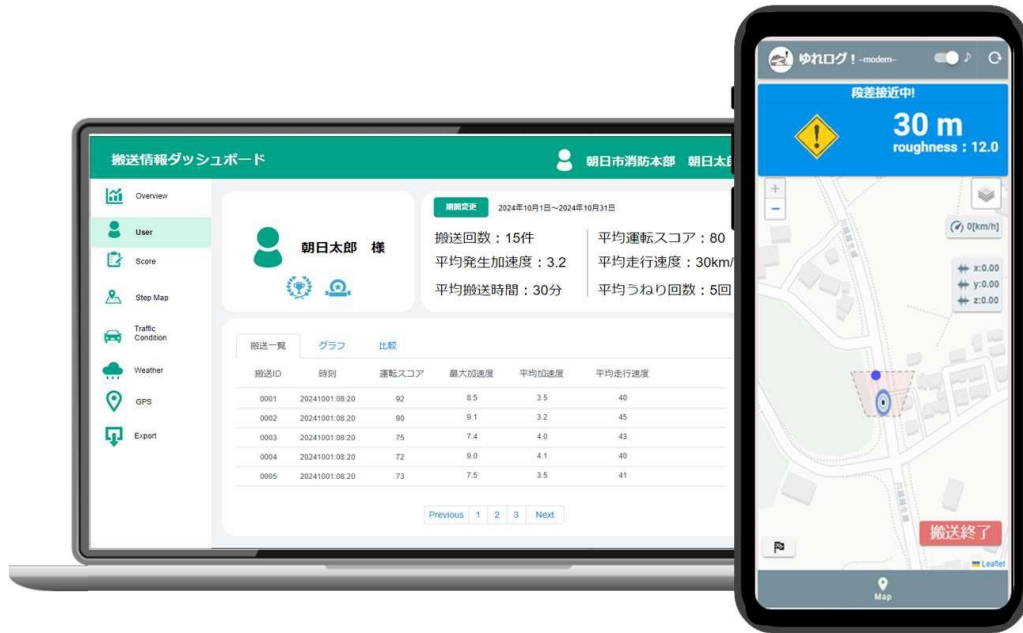 搬送情報ダッシュボード
朝日市消防本部 朝日太
Overview
User
Score
Step Map
Traffic
Condition
Weather
GPS
Export
朝日太郎 様
期間変更 2024年10月1日~2024年10月31日
搬送回数:15件 平均運転スコア:80
平均発生加速度:3.2 平均走行速度:30km/
平均搬送時間:30分 平均うねり回数:5回
搬送一覧 グラフ 比較
搬送ID 時刻 運転スコア 最大加速度 平均加速度 平均走行速度
0001 20241001:08:20 92 8.5 3.5 40
0002 20241001:08:20 90 9.1 3.2 45
0003 20241001:08:20 75 7.4 4.0 43
0004 20241001:08:20 72 9.0 4.1 40
0005 20241001:08:20 73 7.5 3.5 41
Previous 1 2 3 Next
ゆれログ!-modern-
段差接近中!
30 m
roughness:12.0
+
−
0[km/h]
x:0.00
y:0.00
z:0.00
搬送終了
Leaflet
Map